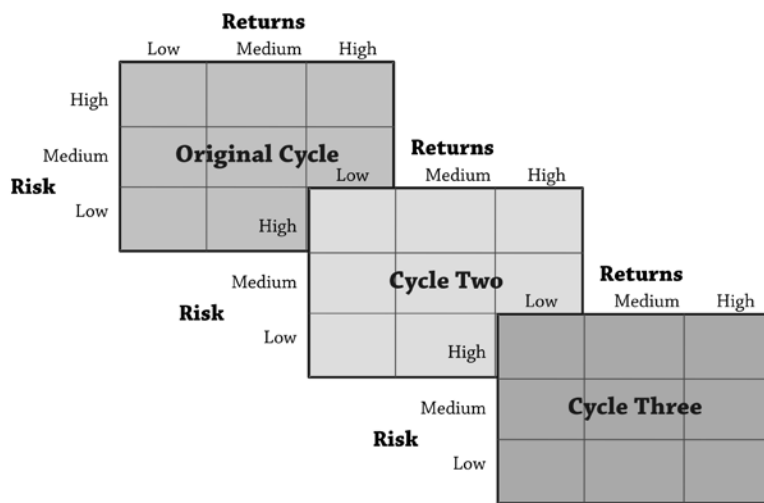 Returns
Low Medium High
High
Medium
Low
Risk
Original Cycle
Returns
Low Medium High
High
Medium
Low
Risk
Cycle Two
Returns
Low Medium High
High
Medium
Low
Risk
Cycle Three